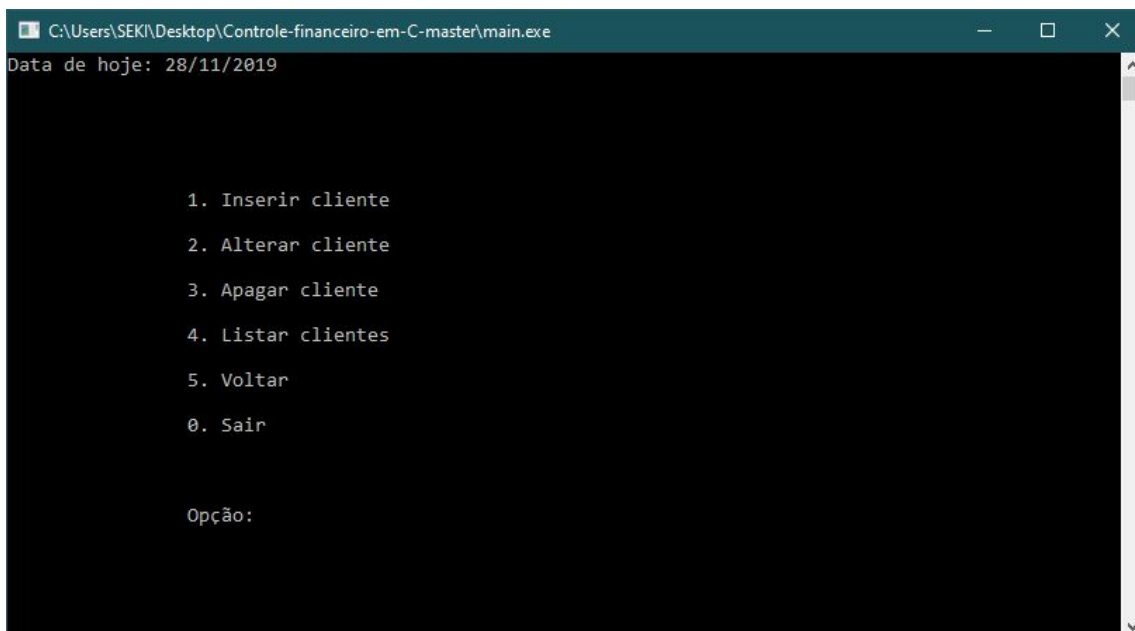 C:\Users\SEKI\Desktop\Controle-financeiro-em-C-master\main.exe
Data de hoje: 28/11/2019
1. Inserir cliente
2. Alterar cliente
3. Apagar cliente
4. Listar clientes
5. Voltar
0. Sair
Opção: